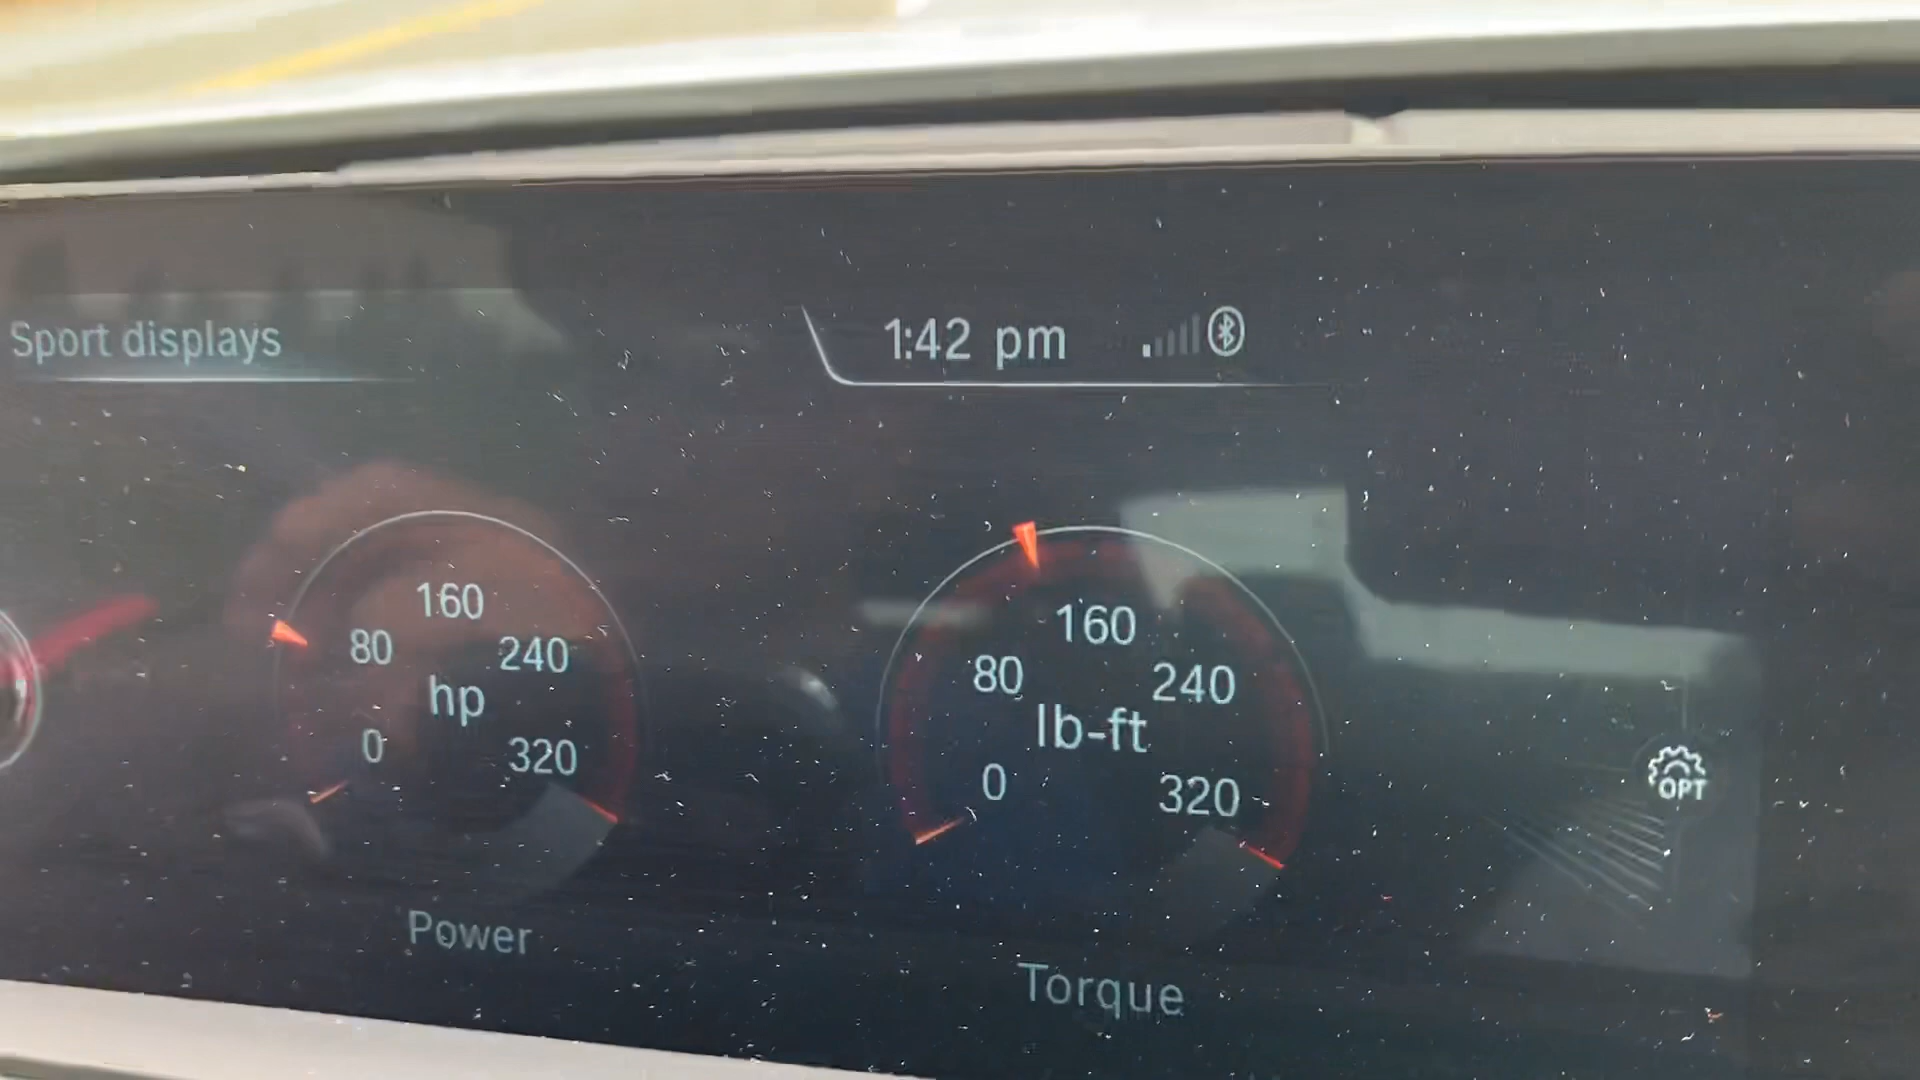 Sport displays
1:42 pm
160
80
240
hp
0
320
Power
160
80
240
lb-ft
0
320
Torque
OPT